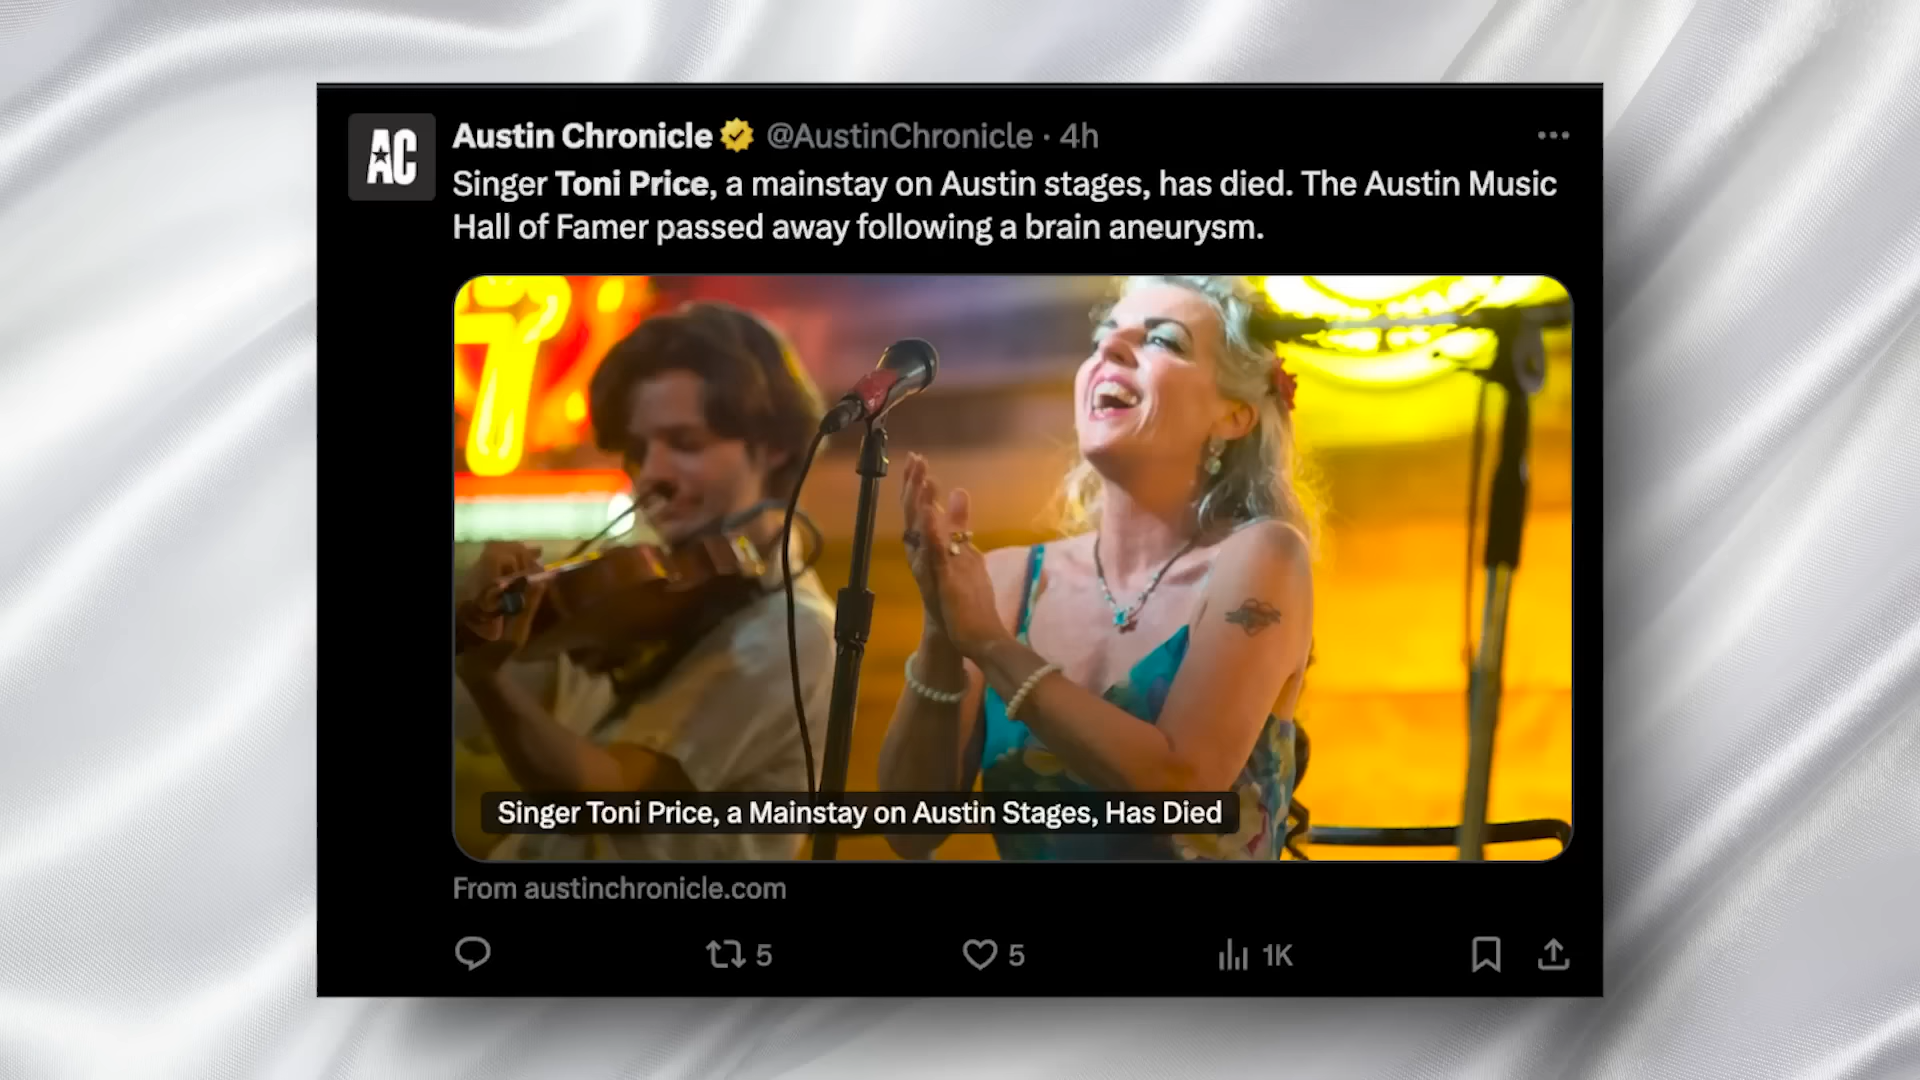 AC
Austin Chronicle @AustinChronicle · 4h
Singer Toni Price, a mainstay on Austin stages, has died. The Austin Music
Hall of Famer passed away following a brain aneurysm.
Singer Toni Price, a Mainstay on Austin Stages, Has Died
From austinchronicle.com
5 5 1K